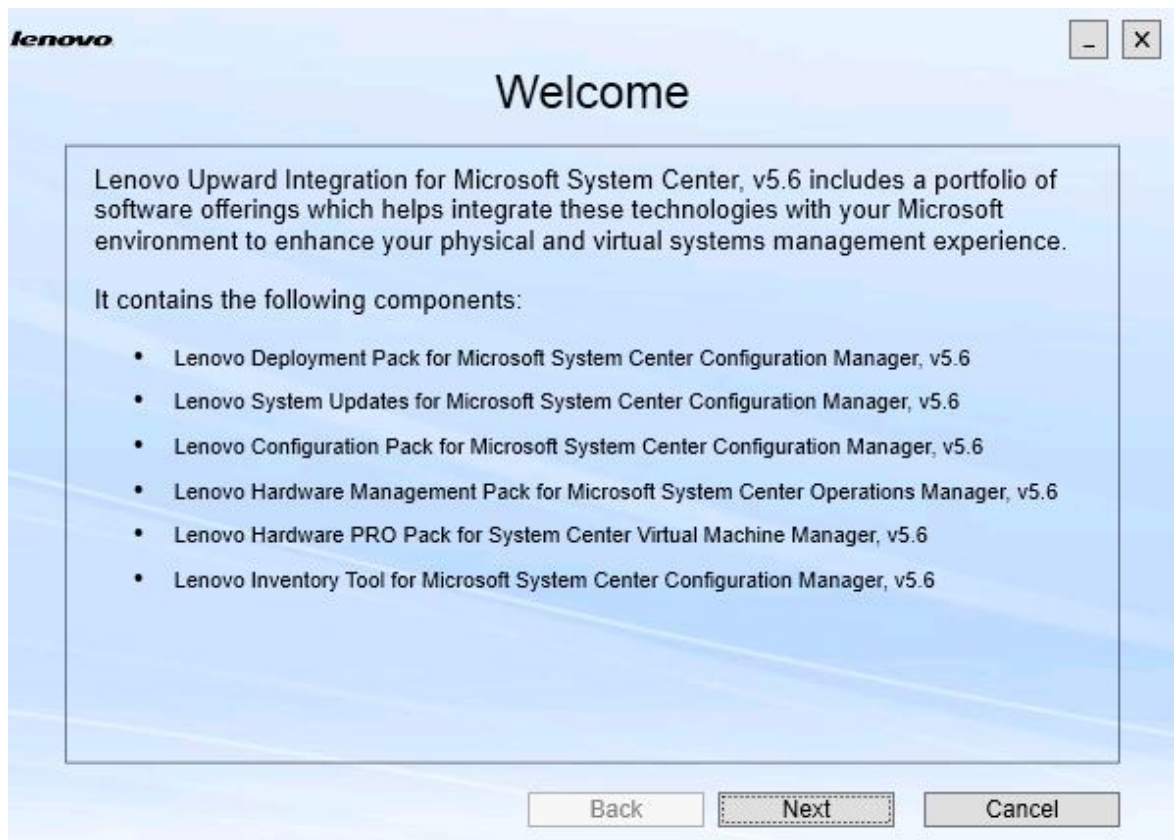 lenovo
Welcome
Lenovo Upward Integration for Microsoft System Center, v5.6 includes a portfolio of
software offerings which helps integrate these technologies with your Microsoft
environment to enhance your physical and virtual systems management experience.
It contains the following components:
• Lenovo Deployment Pack for Microsoft System Center Configuration Manager, v5.6
• Lenovo System Updates for Microsoft System Center Configuration Manager, v5.6
• Lenovo Configuration Pack for Microsoft System Center Configuration Manager, v5.6
• Lenovo Hardware Management Pack for Microsoft System Center Operations Manager, v5.6
• Lenovo Hardware PRO Pack for System Center Virtual Machine Manager, v5.6
• Lenovo Inventory Tool for Microsoft System Center Configuration Manager, v5.6
Back Next Cancel